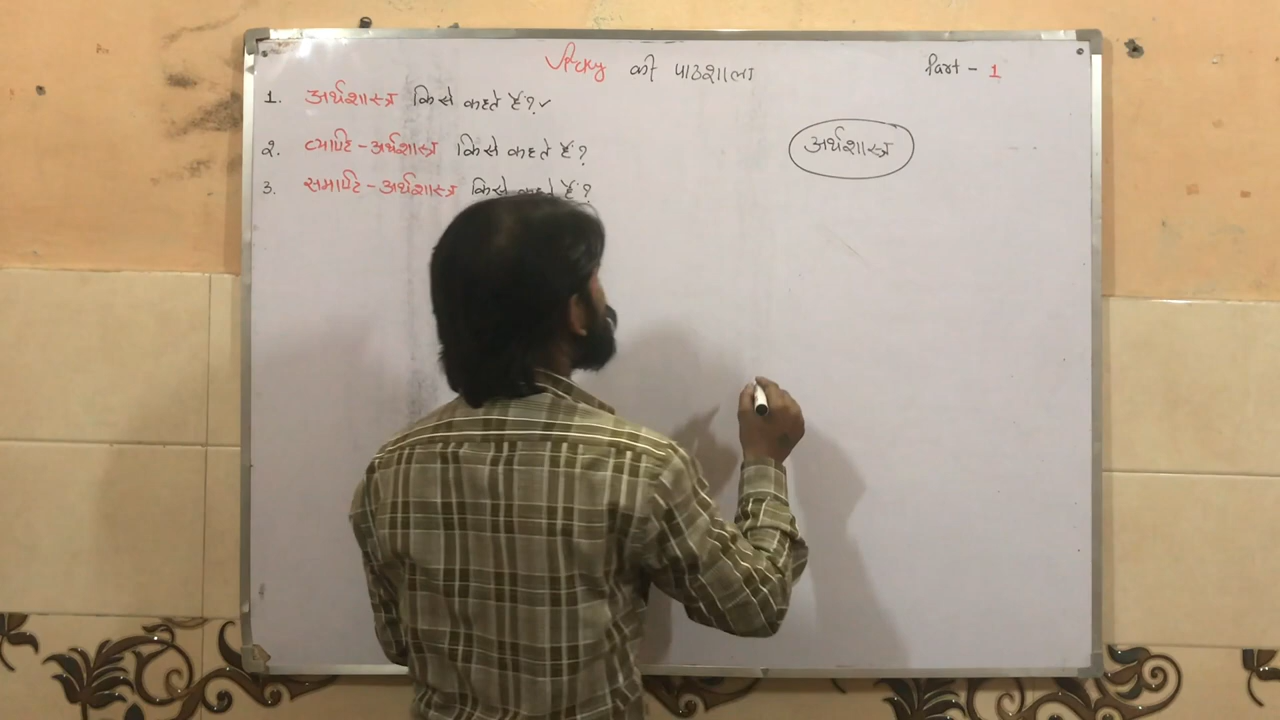 Vicky की पाठशाला
Part - 1
1. अर्थशास्त्र किसे कहते हैं? ✓
2. व्यष्टि - अर्थशास्त्र किसे कहते हैं?
3. समष्टि - अर्थशास्त्र किसे कहते हैं?
अर्थशास्त्र